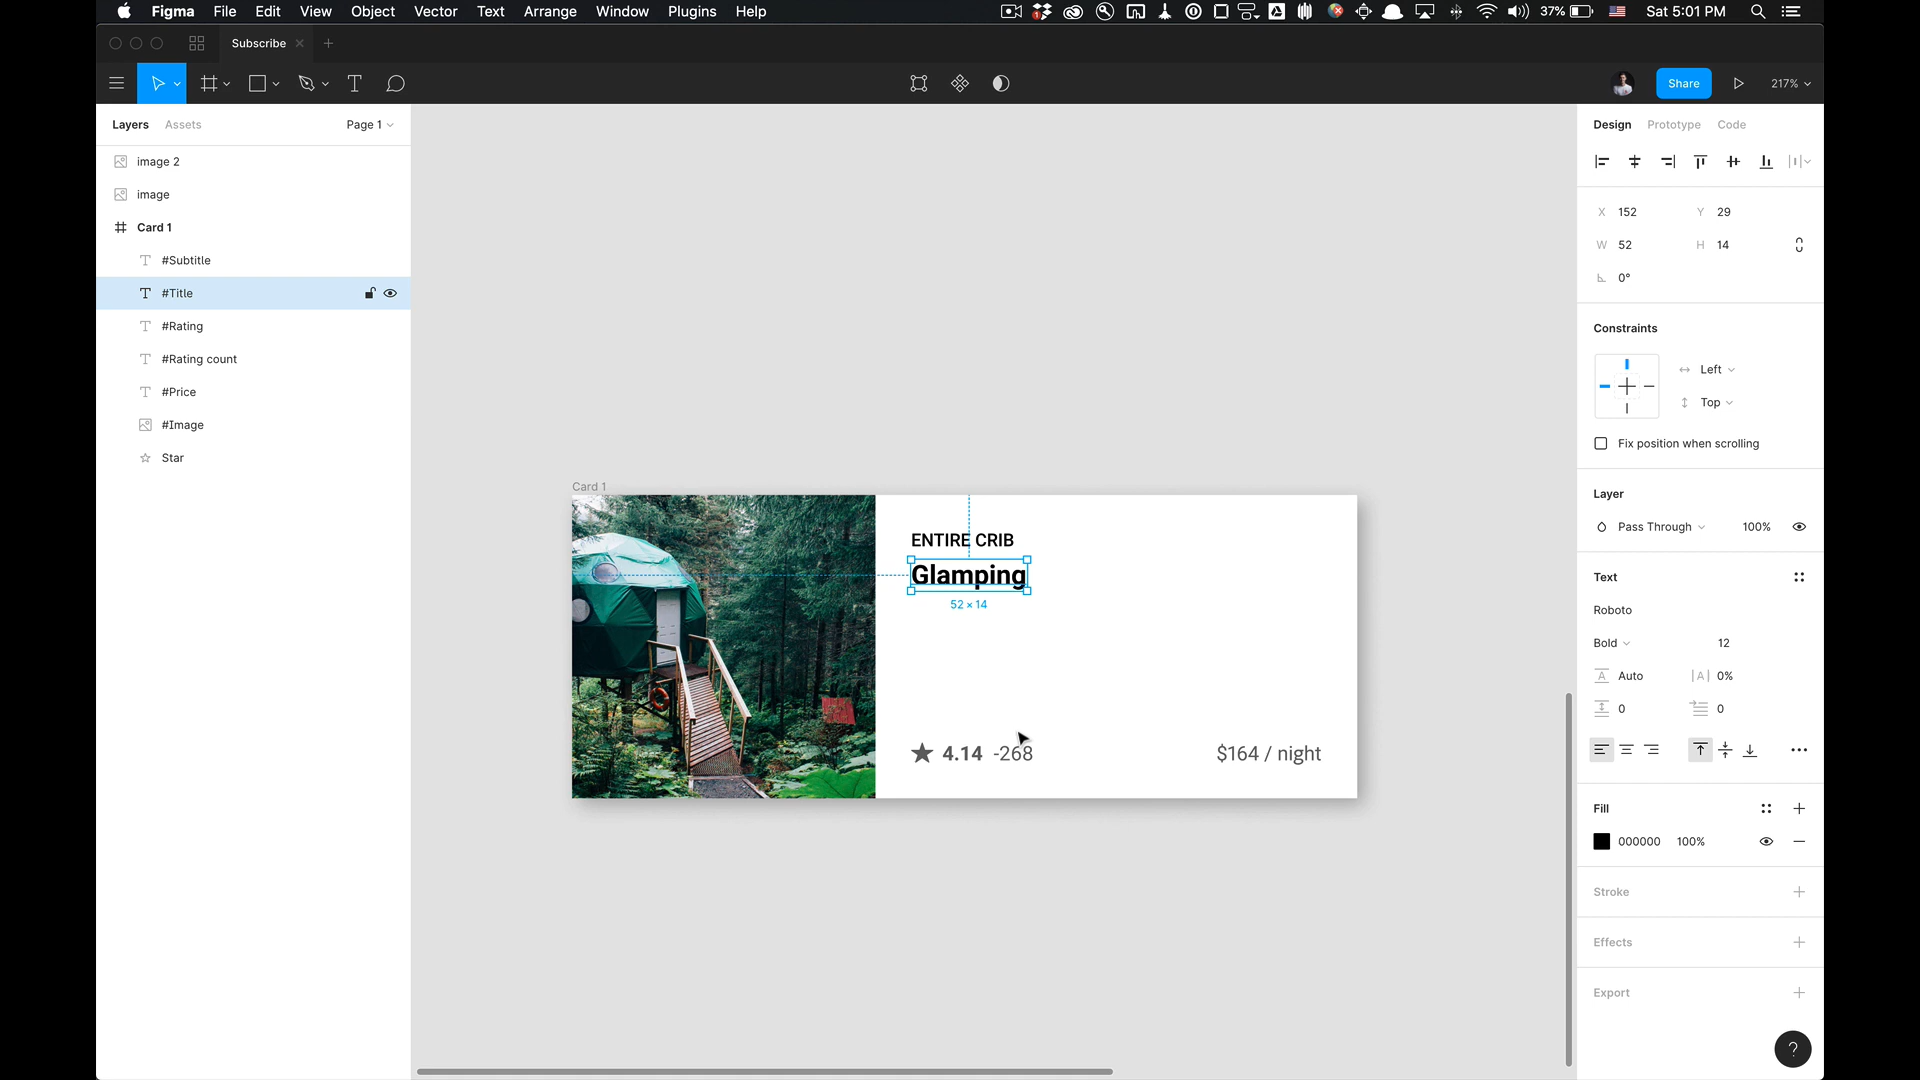 Figma File Edit View Object Vector Text Arrange Window Plugins Help 37% Sat 5:01 PM
Subscribe
Share 217%
Layers Assets Page 1
image 2
image
Card 1
#Subtitle
#Title
#Rating
#Rating count
#Price
#Image
Star
Card 1
ENTIRE CRIB
Glamping
52 × 14
4.14 -268 $164 / night
Design Prototype Code
X 152 Y 29
W 52 H 14
0°
Constraints
Left
Top
Fix position when scrolling
Layer
Pass Through 100%
Text
Roboto
Bold 12
Auto 0%
0 0
Fill
000000 100%
Stroke
Effects
Export
?